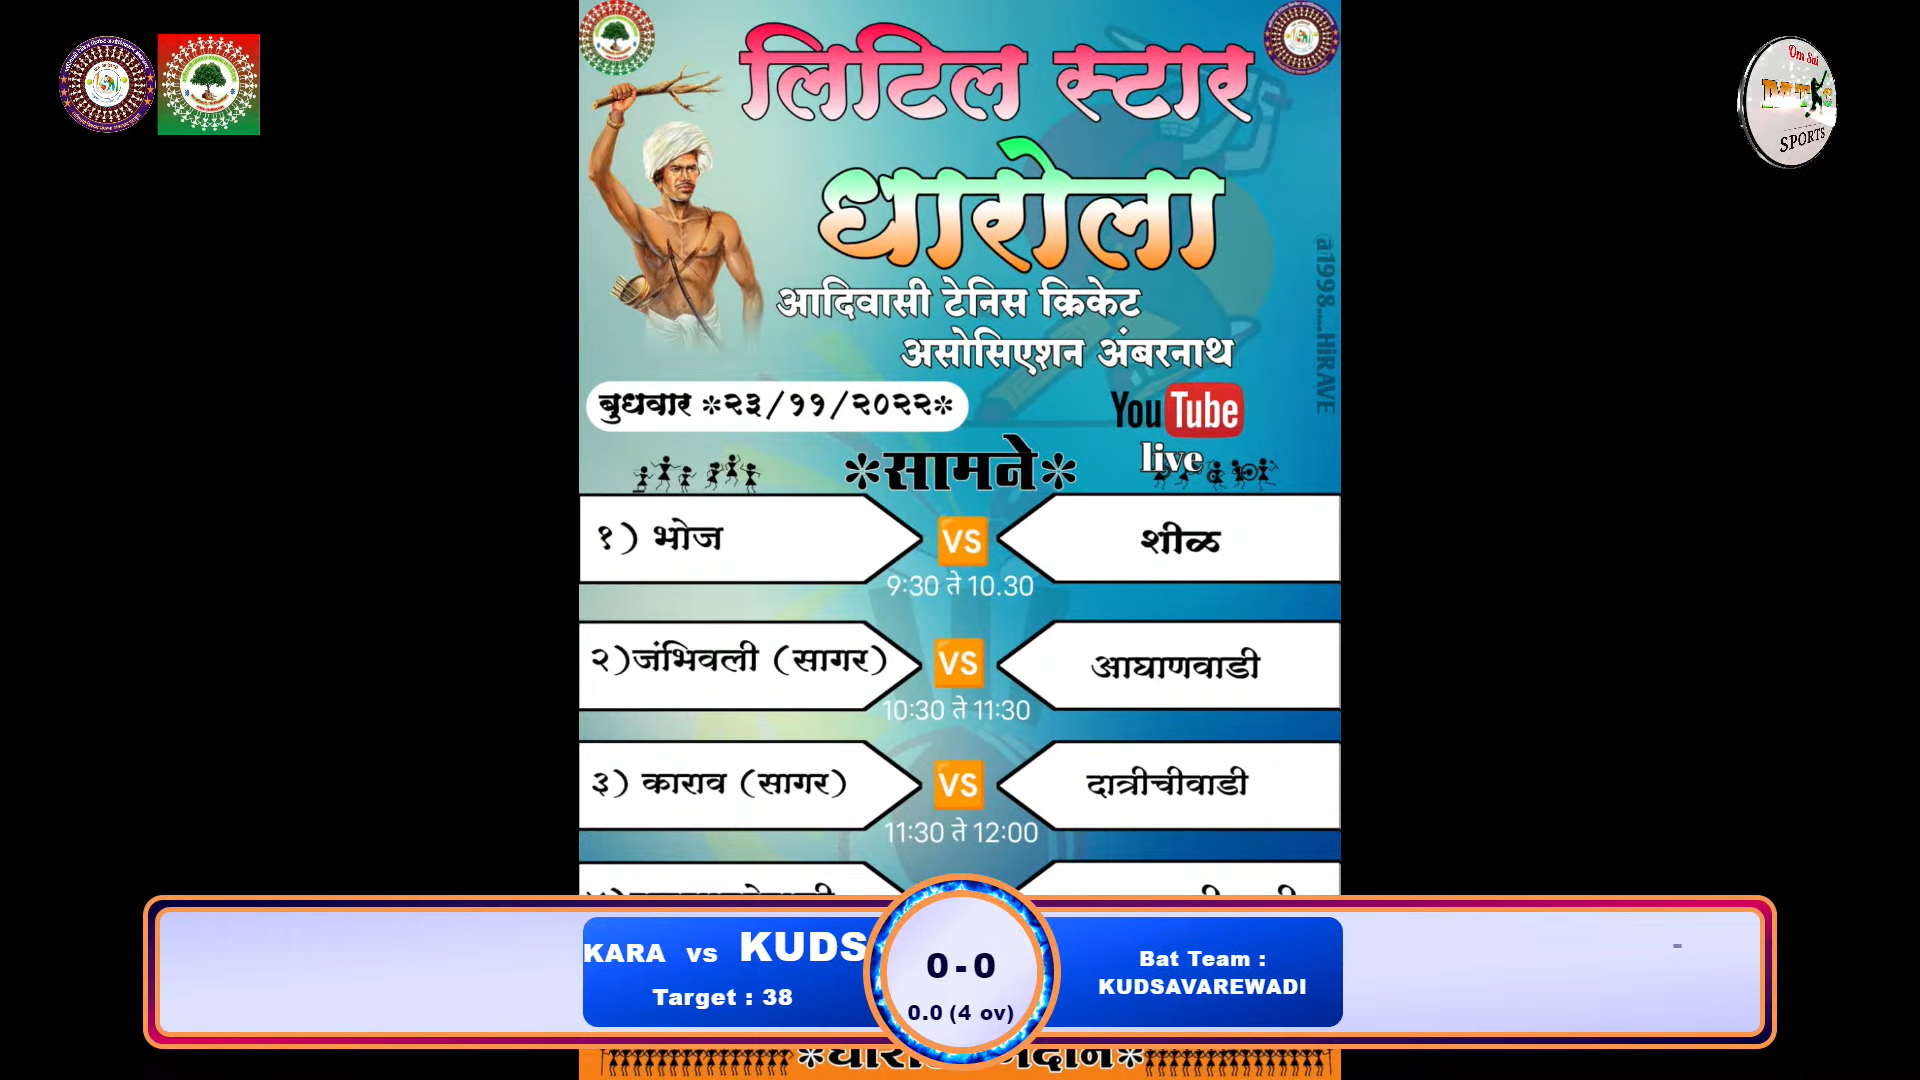 लिटिल स्टार
धारोला
आदिवासी टेनिस क्रिकेट
असोसिएशन अंबरनाथ
@1998....HiRAVE
बुधवार *२३/११/२०२२*
YouTube
live
*सामने*
१) भोज VS शीळ
9:30 ते 10.30
२)जंभिवली (सागर) VS आघाणवाडी
10:30 ते 11:30
३) काराव (सागर) VS दात्रीचीवाडी
11:30 ते 12:00
Om Sai
SPORTS
KARA vs KUDS
Target : 38
0-0
0.0 (4 ov)
Bat Team :
KUDSAVAREWADI
-